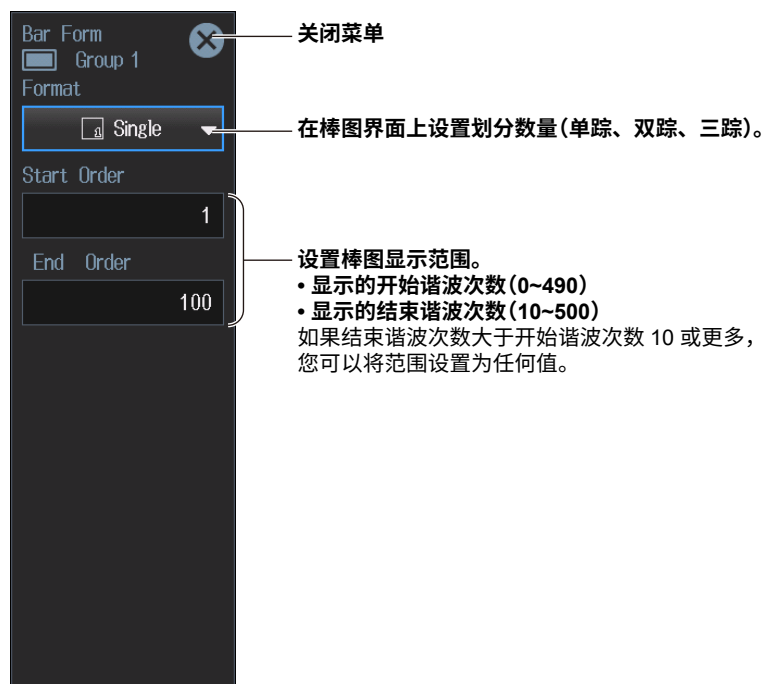 Bar Form
Group 1
关闭菜单
Format
1 Single
在棒图界面上设置划分数量(单踪、双踪、三踪)。
Start Order
1
End Order
100
设置棒图显示范围。
• 显示的开始谐波次数(0~490)
• 显示的结束谐波次数(10~500)
如果结束谐波次数大于开始谐波次数 10 或更多,
您可以将范围设置为任何值。